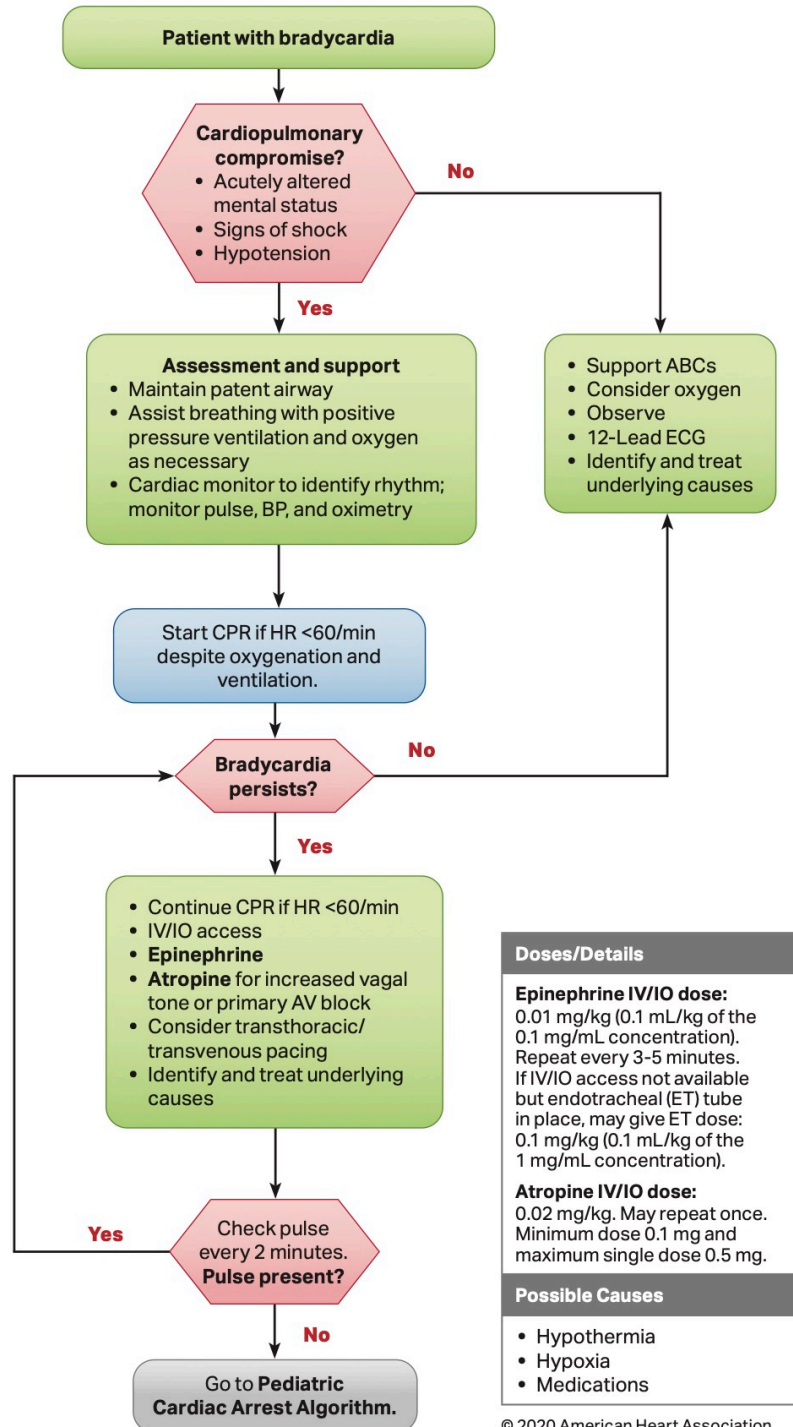 Patient with bradycardia
Cardiopulmonary
compromise?
• Acutely altered
mental status
• Signs of shock
• Hypotension
No
Yes
Assessment and support
• Maintain patent airway
• Assist breathing with positive
pressure ventilation and oxygen
as necessary
• Cardiac monitor to identify rhythm;
monitor pulse, BP, and oximetry
• Support ABCs
• Consider oxygen
• Observe
• 12-Lead ECG
• Identify and treat
underlying causes
Start CPR if HR <60/min
despite oxygenation and
ventilation.
Bradycardia
persists?
No
Yes
• Continue CPR if HR <60/min
• IV/IO access
• Epinephrine
• Atropine for increased vagal
tone or primary AV block
• Consider transthoracic/
transvenous pacing
• Identify and treat underlying
causes
Check pulse
every 2 minutes.
Pulse present?
Yes
No
Go to Pediatric
Cardiac Arrest Algorithm.
Doses/Details
Epinephrine IV/IO dose:
0.01 mg/kg (0.1 mL/kg of the
0.1 mg/mL concentration).
Repeat every 3-5 minutes.
If IV/IO access not available
but endotracheal (ET) tube
in place, may give ET dose:
0.1 mg/kg (0.1 mL/kg of the
1 mg/mL concentration).
Atropine IV/IO dose:
0.02 mg/kg. May repeat once.
Minimum dose 0.1 mg and
maximum single dose 0.5 mg.
Possible Causes
• Hypothermia
• Hypoxia
• Medications
© 2020 American Heart Association